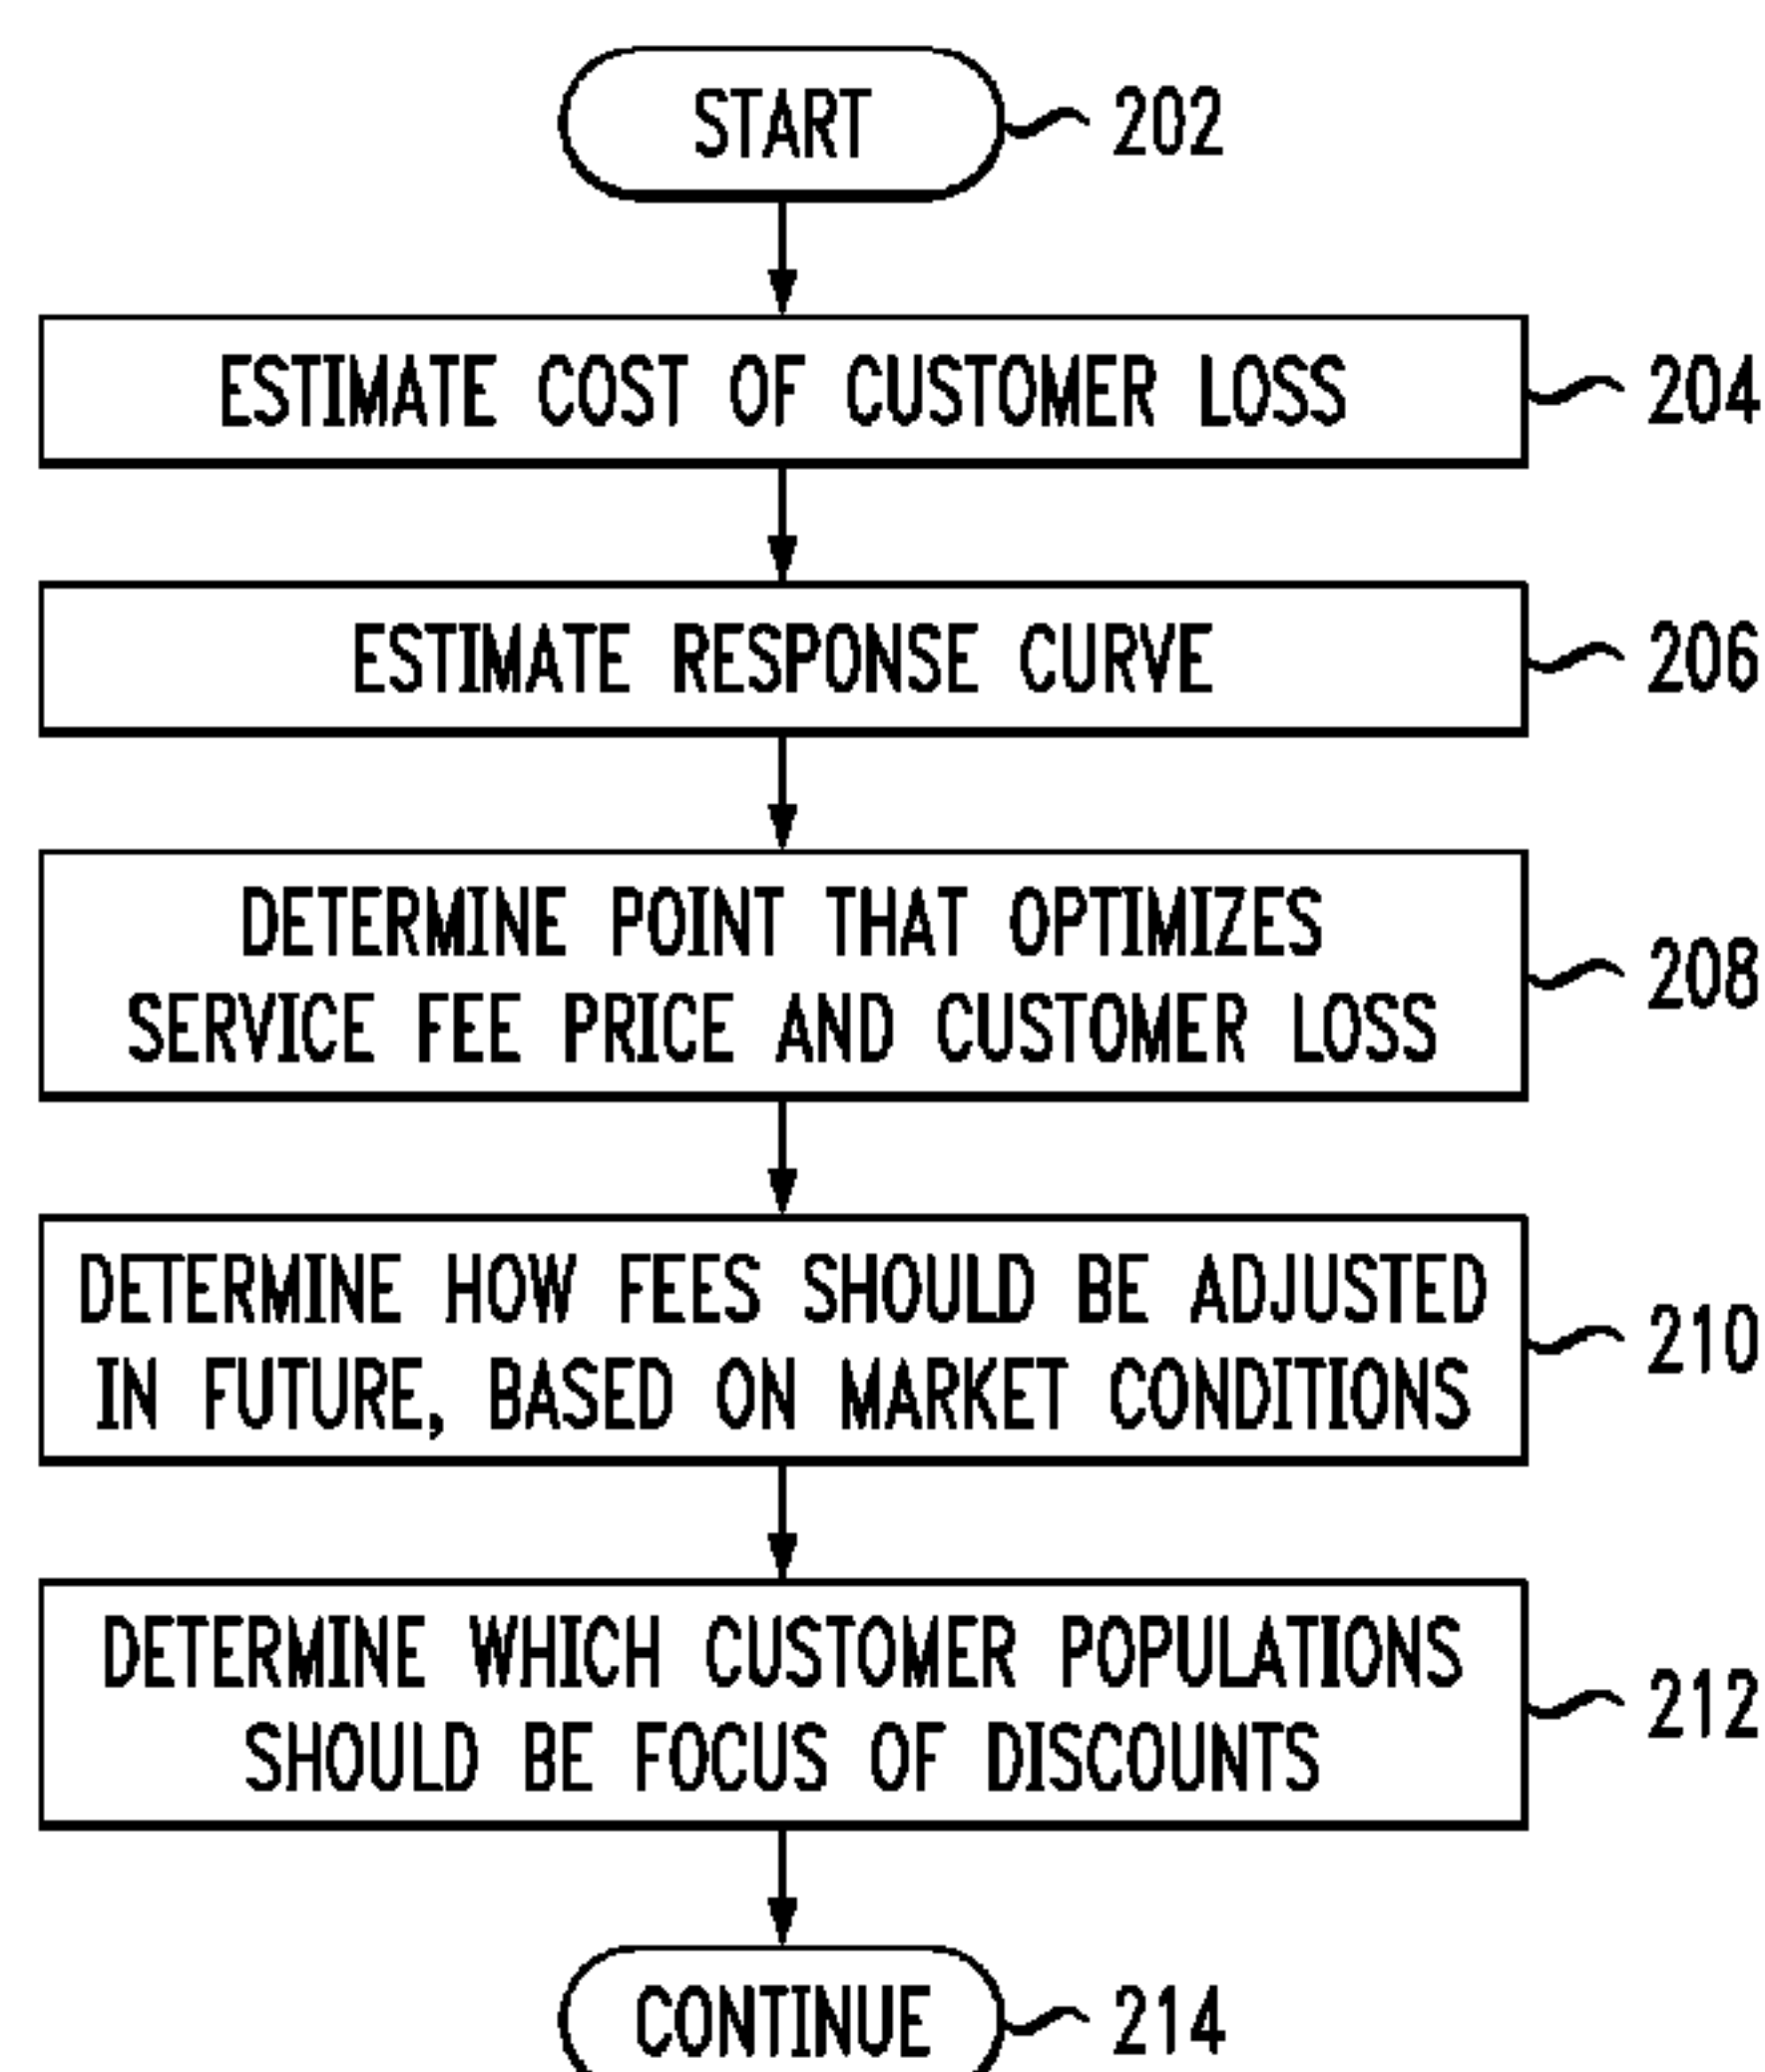 START 202
ESTIMATE COST OF CUSTOMER LOSS 204
ESTIMATE RESPONSE CURVE 206
DETERMINE POINT THAT OPTIMIZES
SERVICE FEE PRICE AND CUSTOMER LOSS
208
DETERMINE HOW FEES SHOULD BE ADJUSTED
IN FUTURE, BASED ON MARKET CONDITIONS
210
DETERMINE WHICH CUSTOMER POPULATIONS
SHOULD BE FOCUS OF DISCOUNTS
212
CONTINUE 214